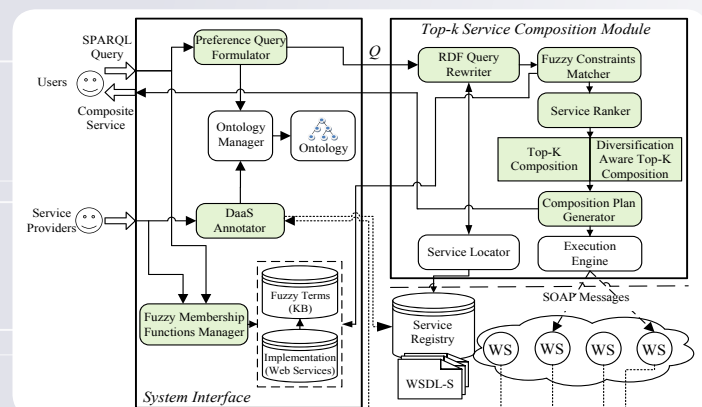 SPARQL
Query
Users
Composite
Service
Service
Providers
Preference Query
Formulator
Ontology
Manager
Ontology
DaaS
Annotator
Fuzzy Membership
Functions Manager
Fuzzy Terms
(KB)
Implementation
(Web Services)
System Interface
Q
Top-k Service Composition Module
RDF Query
Rewriter
Fuzzy Constraints
Matcher
Service Ranker
Top-K
Composition
Diversification
Aware Top-K
Composition
Composition Plan
Generator
Service Locator
Execution
Engine
SOAP Messages
Service
Registry
WSDL-S
WS
WS
WS
WS